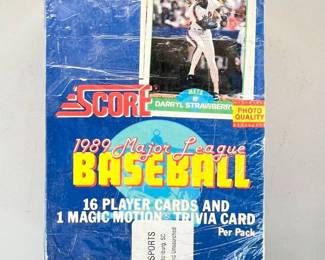 METS
DARRYL STRAWBERR
SCORE
PHOTO
QUALITY
1989 Major League
BASEBALL
16 PLAYER CARDS AND
1 MAGIC MOTION TRIVIA CARD
Per Pack
SPORTS